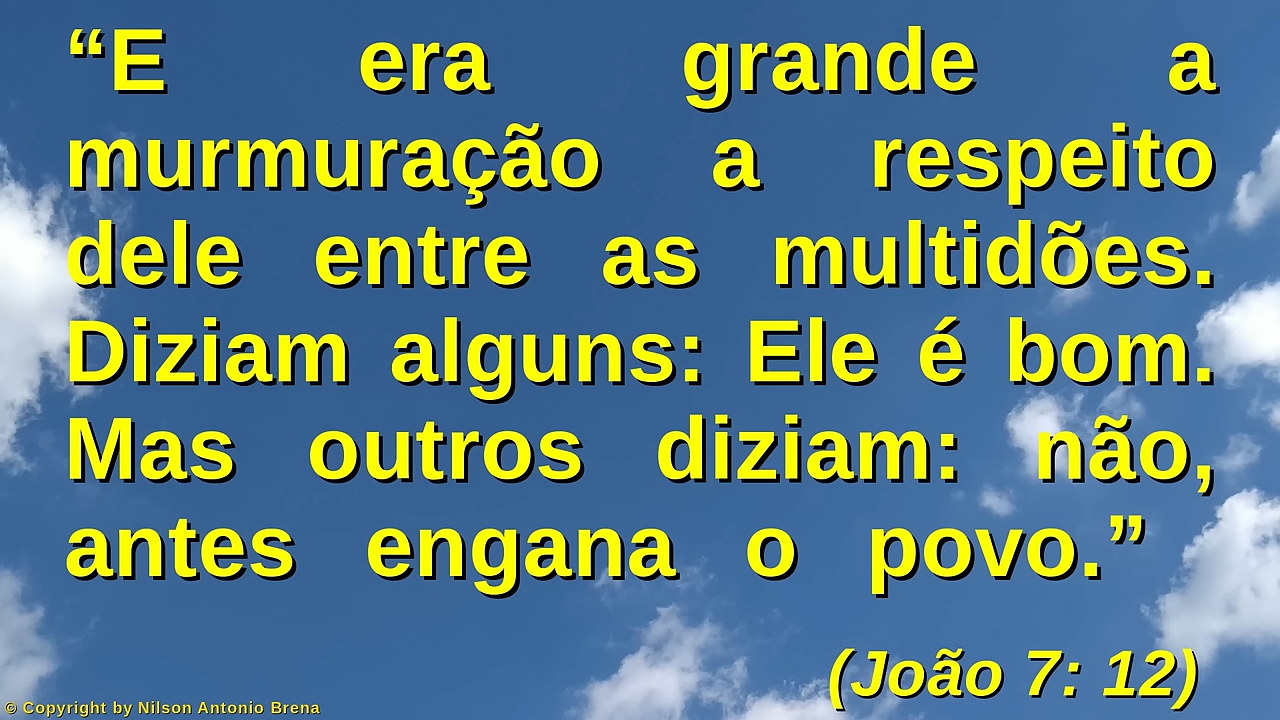 “E era grande a
murmuração a respeito
dele entre as multidões.
Diziam alguns: Ele é bom.
Mas outros diziam: não,
antes engana o povo.”
(João 7: 12)
© Copyright by Nilson Antonio Brena